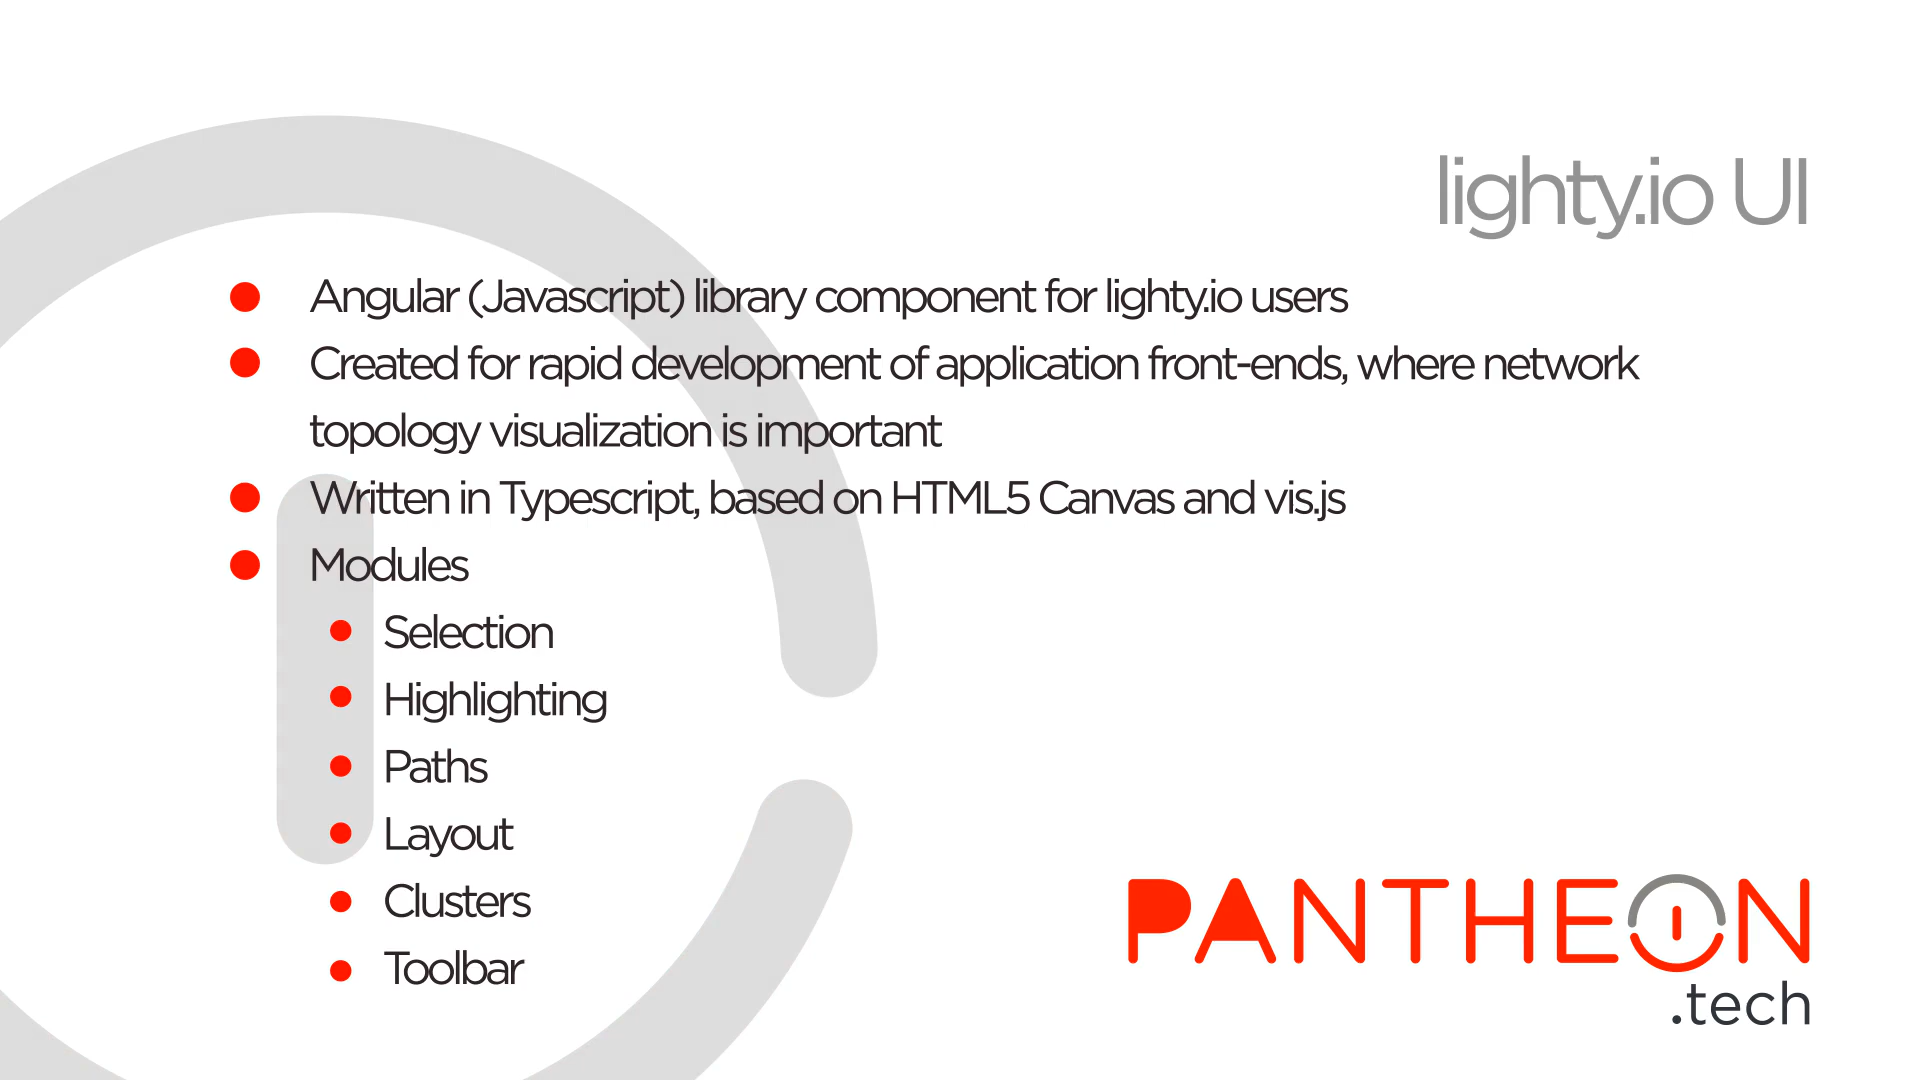 lighty.io UI
Angular (Javascript) library component for lighty.io users
Created for rapid development of application front-ends, where network
topology visualization is important
Written in Typescript, based on HTML5 Canvas and vis.js
Modules
Selection
Highlighting
Paths
Layout
Clusters
Toolbar
PANTHEON
.tech